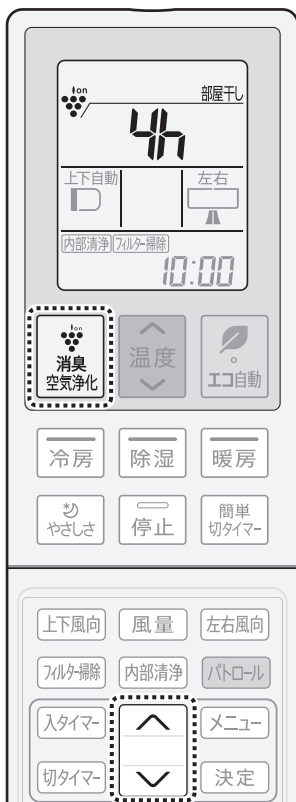 ion
部屋干し
4h
上下自動 左右
内部清浄 フィルター掃除
10:00
ion
消臭
空気浄化
温度
エコ自動
冷房 除湿 暖房
やさしさ 停止 簡単
切タイマー
上下風向 風量 左右風向
フィルター掃除 内部清浄 パトロール
入タイマー メニュー
切タイマー 決定